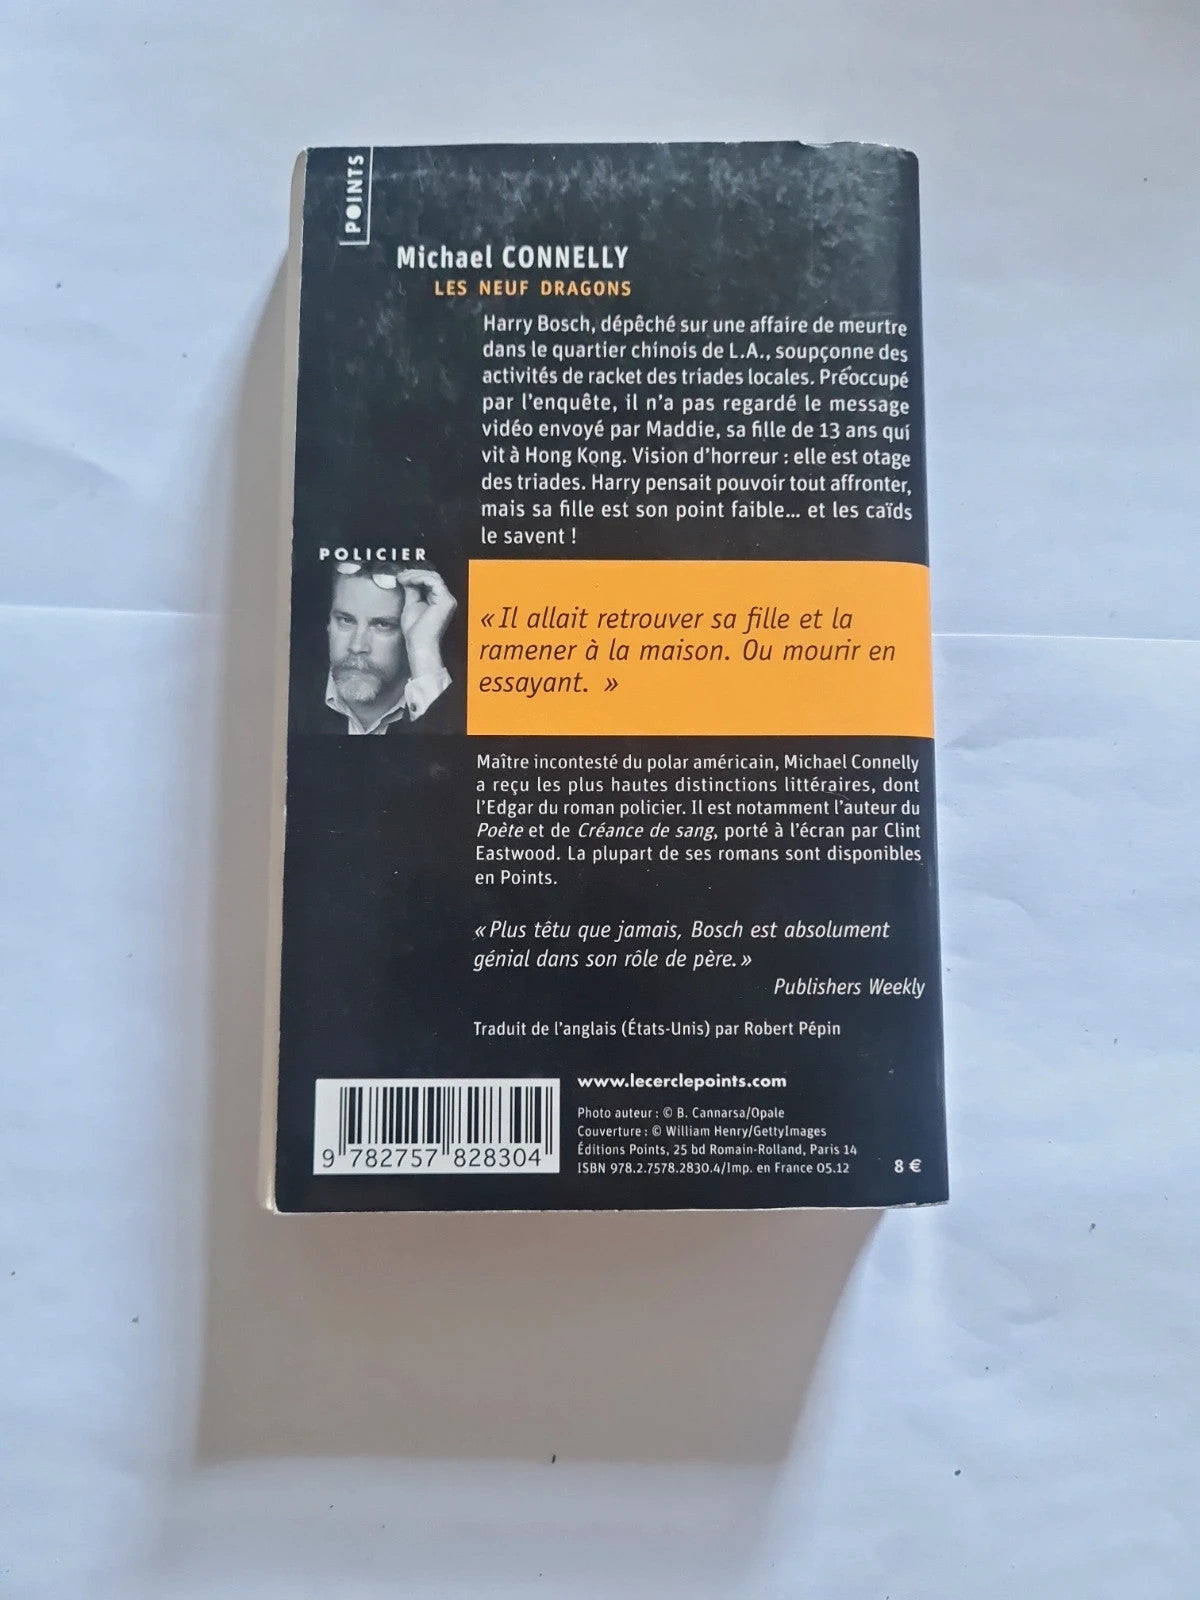 POINTS
Michael CONNELLY
LES NEUF DRAGONS
Harry Bosch, dépêché sur une affaire de meurtre
dans le quartier chinois de L.A., soupçonne des
activités de racket des triades locales. Préoccupé
par l'enquête, il n'a pas regardé le message
vidéo envoyé par Maddie, sa fille de 13 ans qui
vit à Hong Kong. Vision d'horreur : elle est otage
des triades. Harry pensait pouvoir tout affronter,
mais sa fille est son point faible... et les caïds
le savent !
POLICIER
« Il allait retrouver sa fille et la
ramener à la maison. Ou mourir en
essayant. »
Maître incontesté du polar américain, Michael Connelly
a reçu les plus hautes distinctions littéraires, dont
l'Edgar du roman policier. Il est notamment l'auteur du
Poète et de Créance de sang, porté à l'écran par Clint
Eastwood. La plupart de ses romans sont disponibles
en Points.
« Plus têtu que jamais, Bosch est absolument
génial dans son rôle de père. »
Publishers Weekly
Traduit de l'anglais (États-Unis) par Robert Pépin
www.lecerclepoints.com
Photo auteur : © B. Cannarsa/Opale
Couverture : © William Henry/GettyImages
Éditions Points, 25 bd Romain-Rolland, Paris 14
ISBN 978.2.7578.2830.4/Imp. en France 05.12
8 €
9 782757 828304